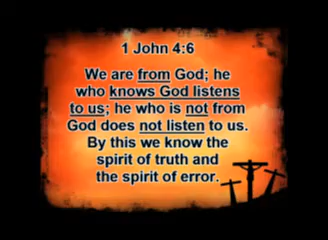 1 John 4:6
We are from God; he
who knows God listens
to us; he who is not from
God does not listen to us.
By this we know the
spirit of truth and
the spirit of error.